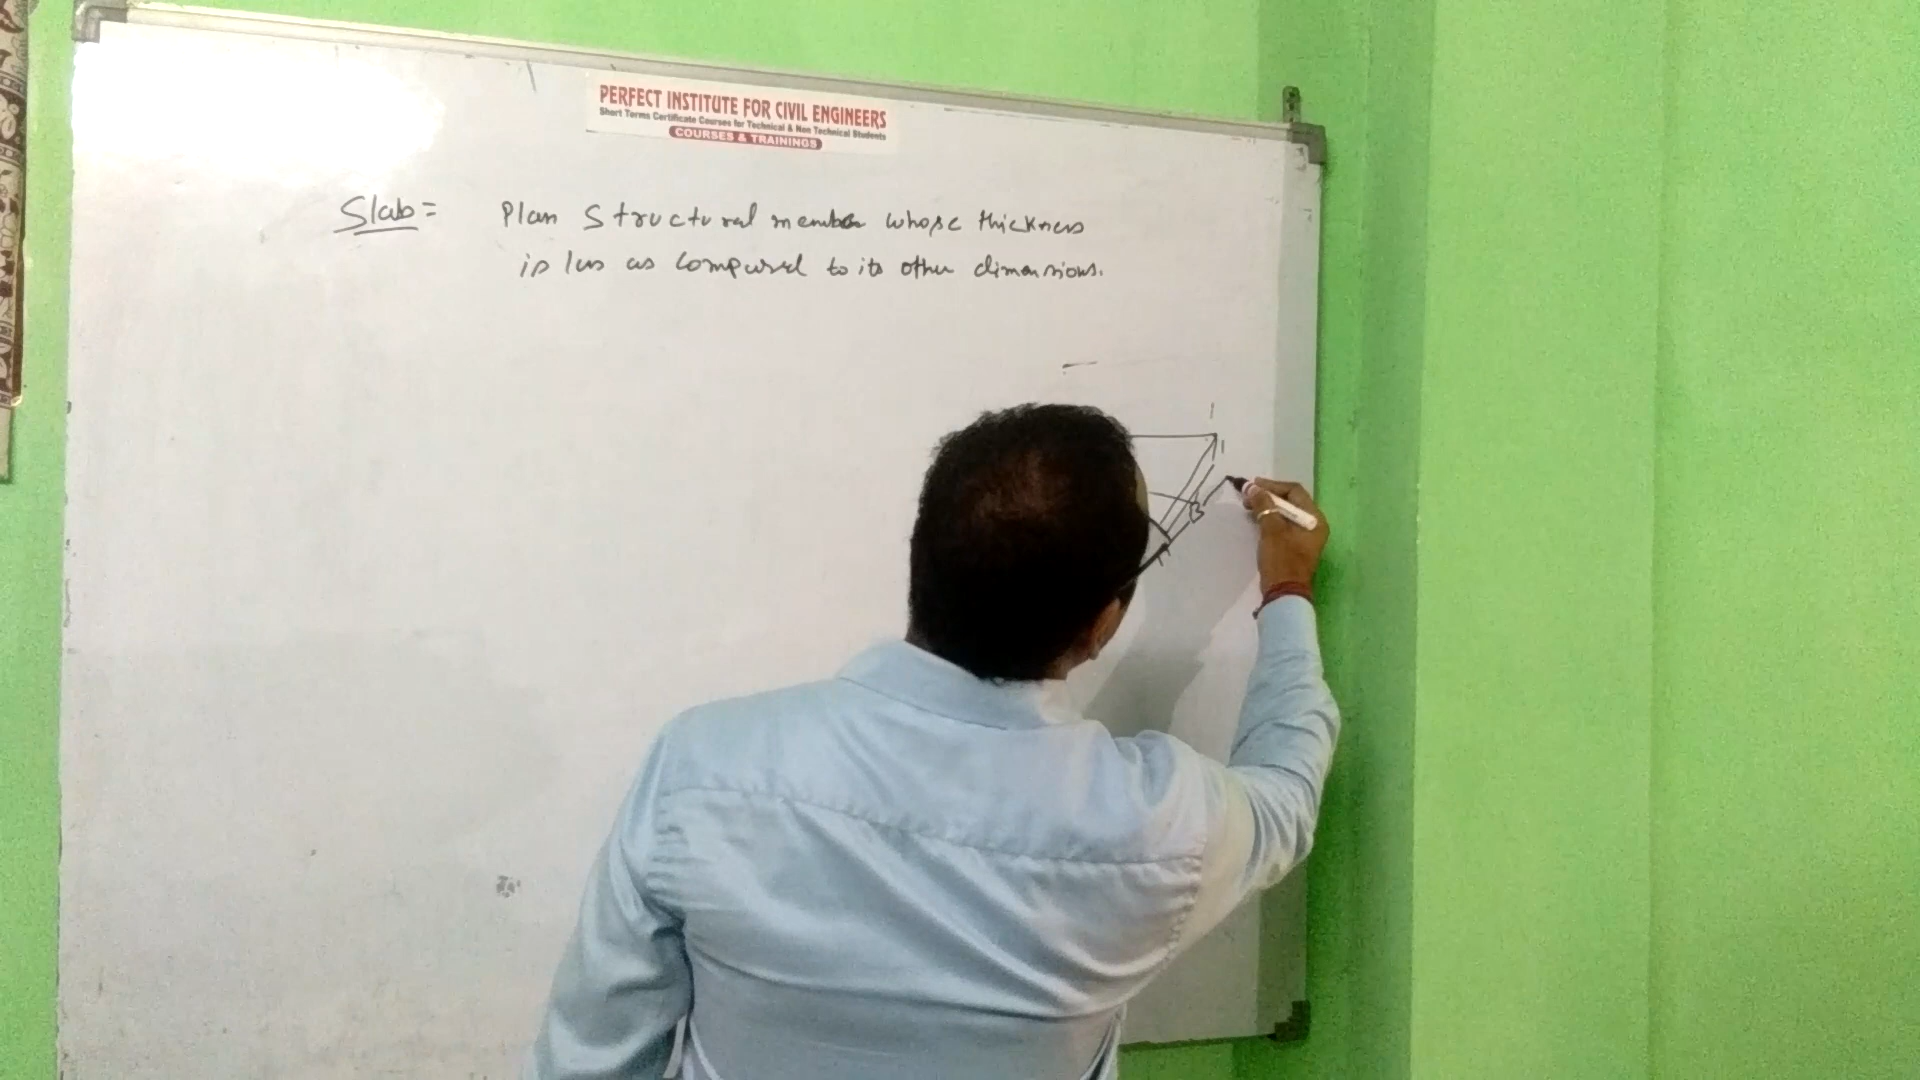 PERFECT INSTITUTE FOR CIVIL ENGINEERS
Short Terms Certificate Courses for Technical & Non Technical Students
COURSES & TRAININGS
Slab = Plan Structural member whose thickness
is less as compared to its other dimensions.
B